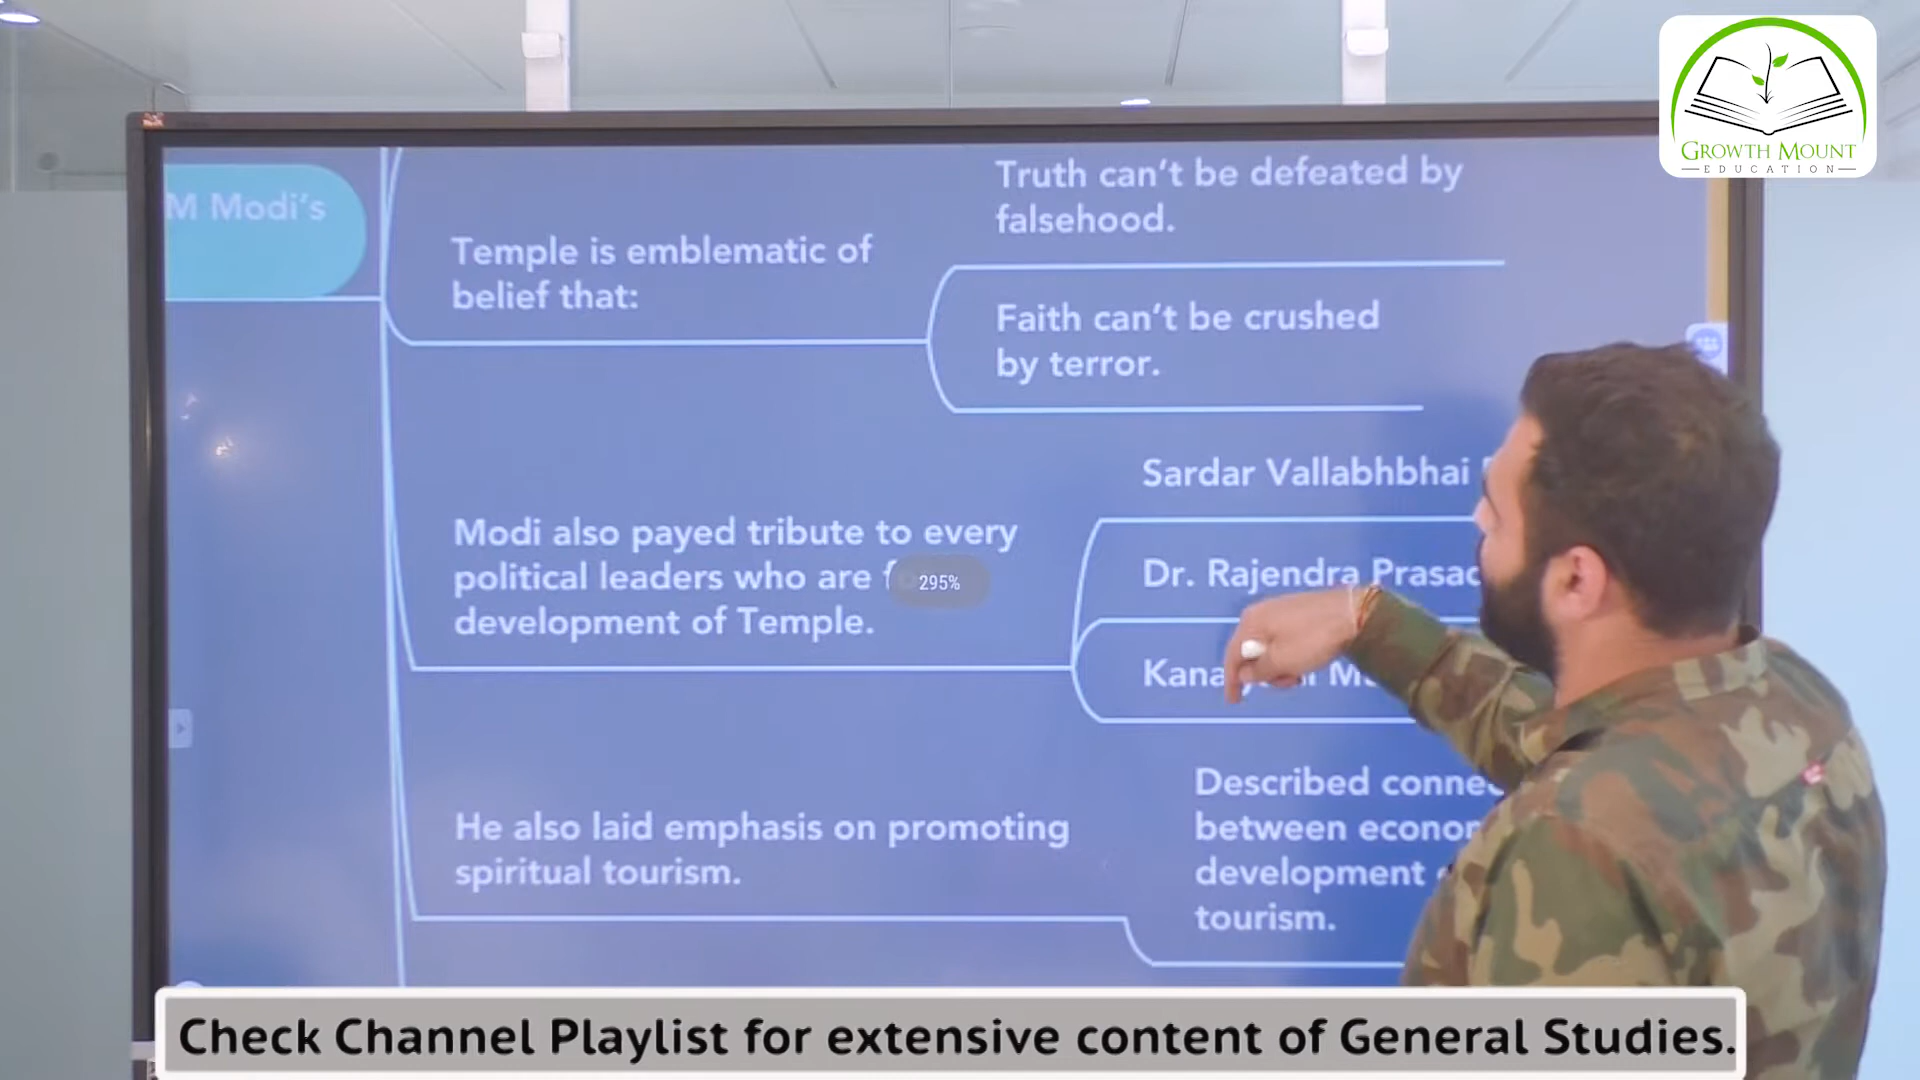 GROWTH MOUNT
EDUCATION
M Modi's
Temple is emblematic of
belief that:
Truth can't be defeated by
falsehood.
Faith can't be crushed
by terror.
Modi also payed tribute to every
political leaders who are
295%
development of Temple.
Sardar Vallabhbhai
Dr. Rajendra
He also laid emphasis on promoting
spiritual tourism.
Described
between
development
tourism.
Check Channel Playlist for extensive content of General Studies.